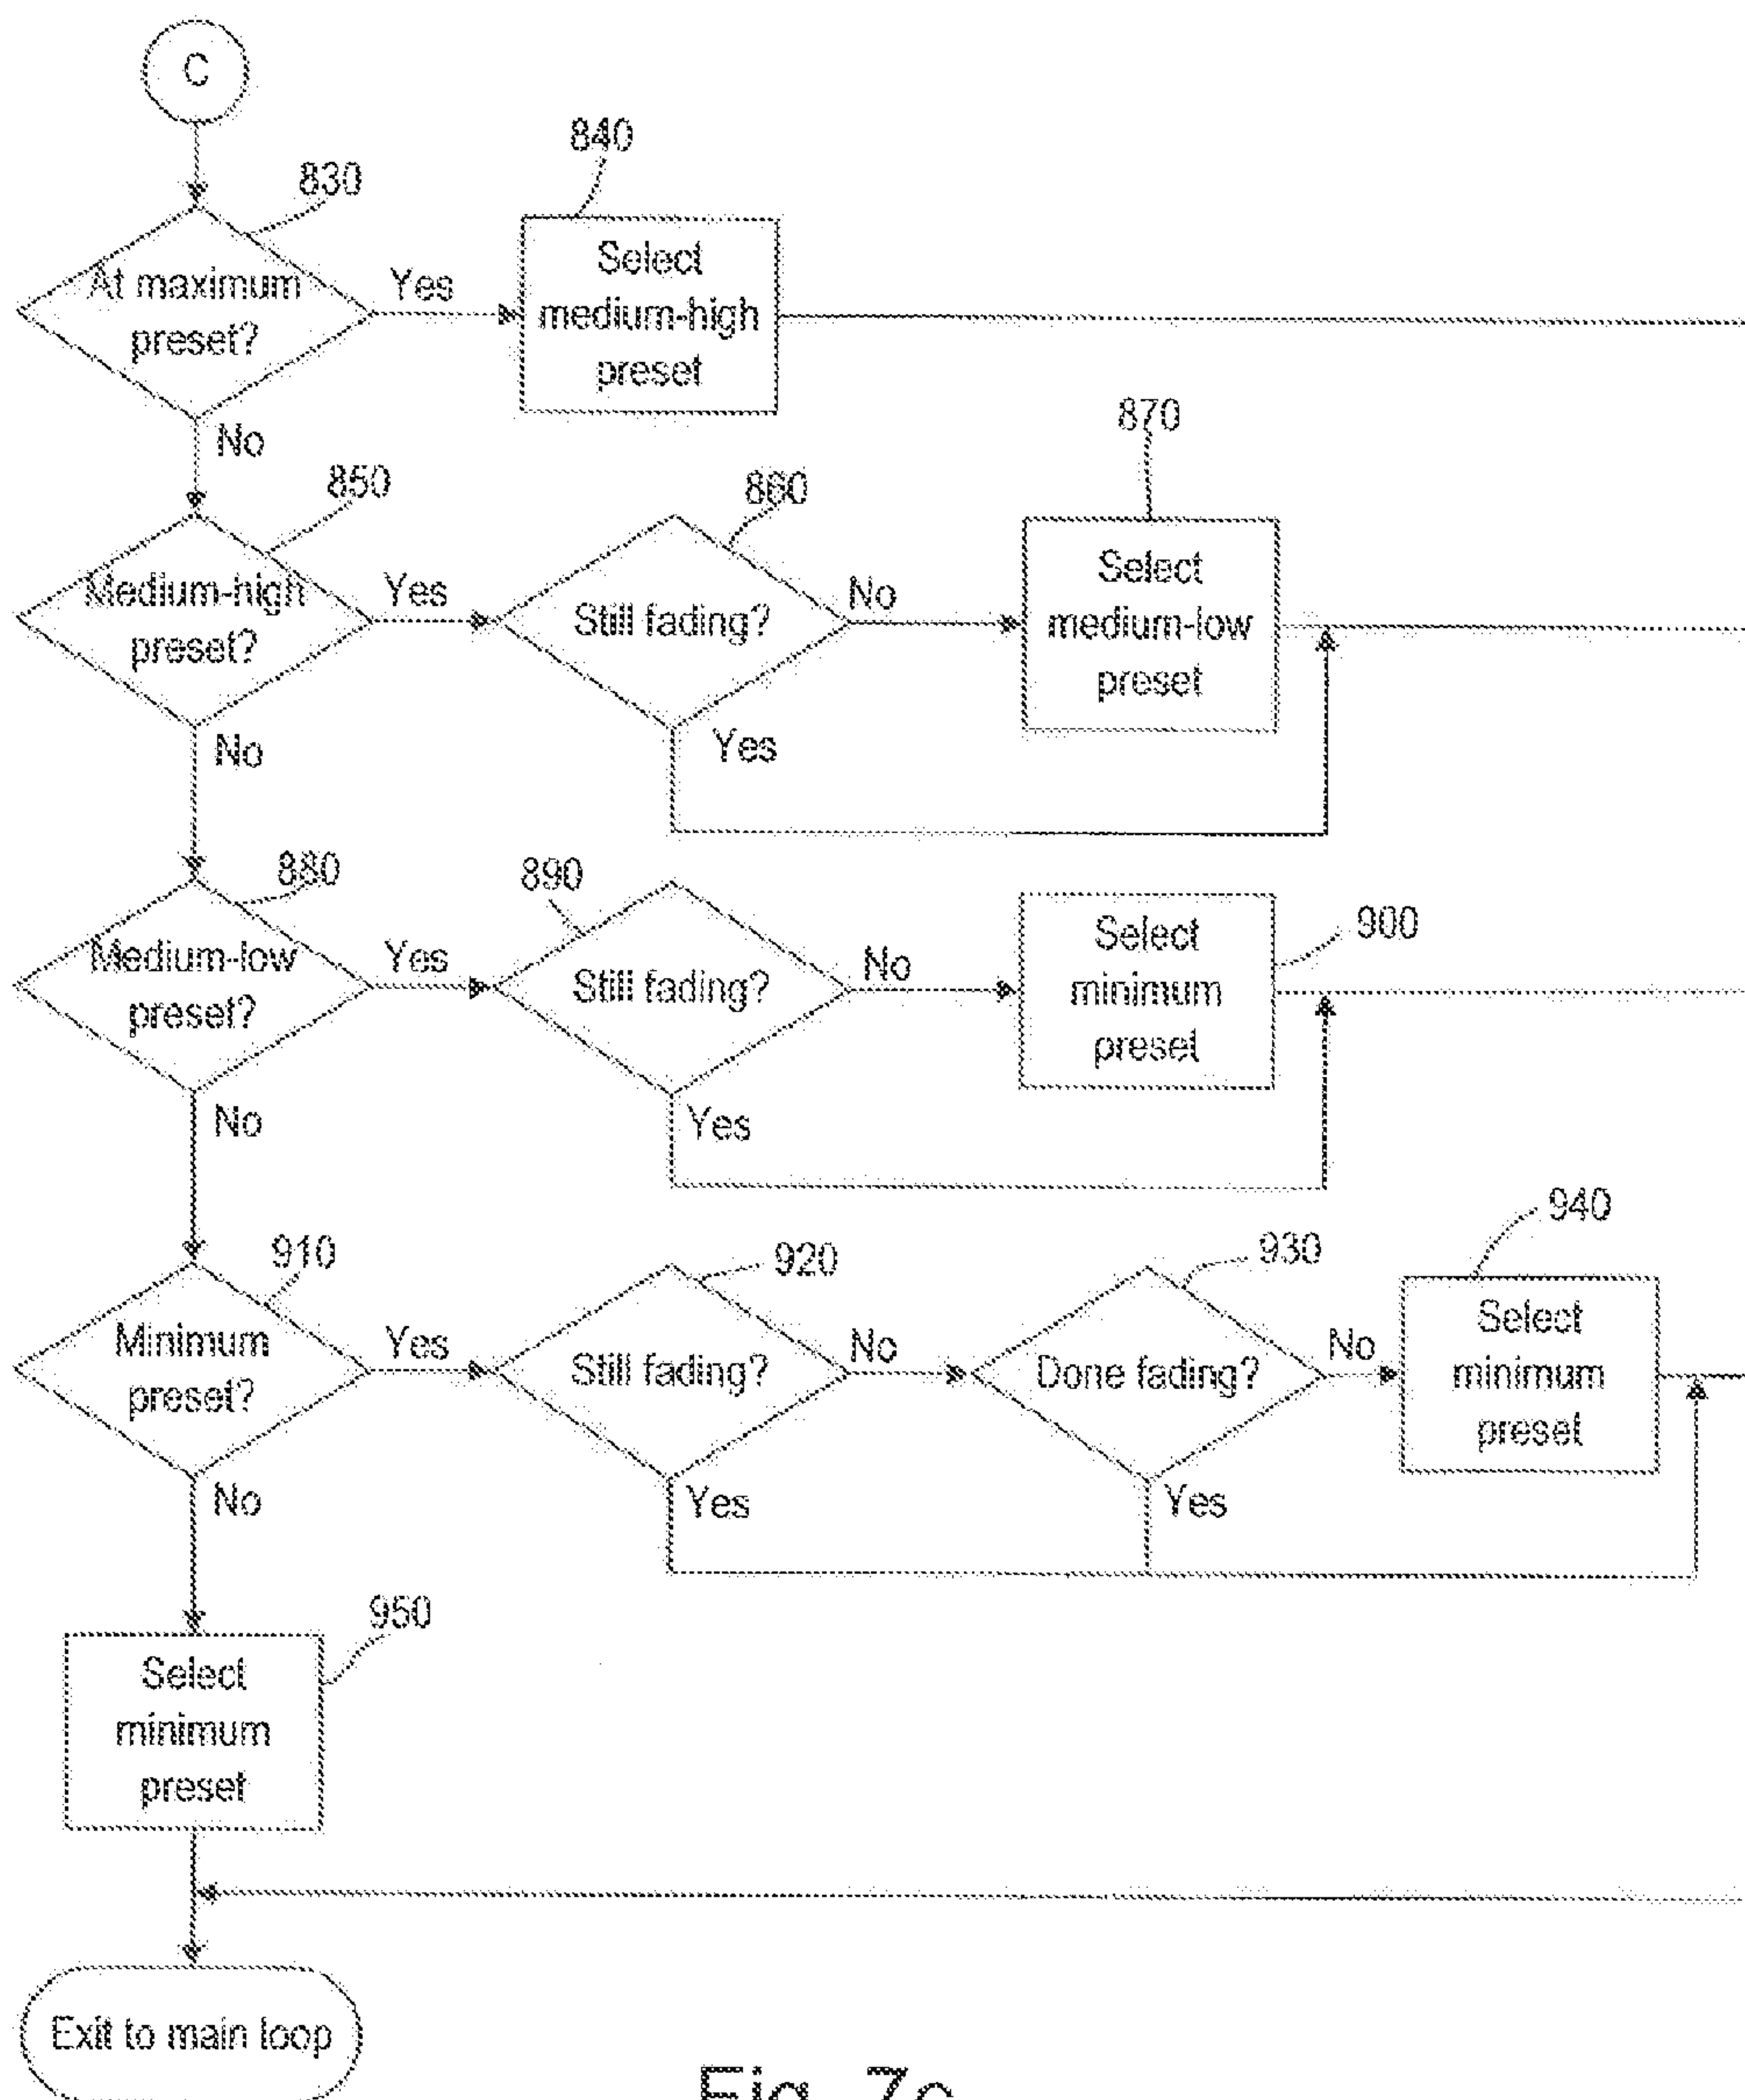 C
830
At maximum
preset?
Yes
840
Select
medium-high
preset
No
850
Medium-high
preset?
Yes
860
Still fading?
No
870
Select
medium-low
preset
Yes
No
880
Medium-low
preset?
Yes
890
Still fading?
No
900
Select
minimum
preset
Yes
No
910
Minimum
preset?
Yes
920
Still fading?
No
930
Done fading?
No
940
Select
minimum
preset
Yes
Yes
No
950
Select
minimum
preset
Exit to main loop
Fig. 7c